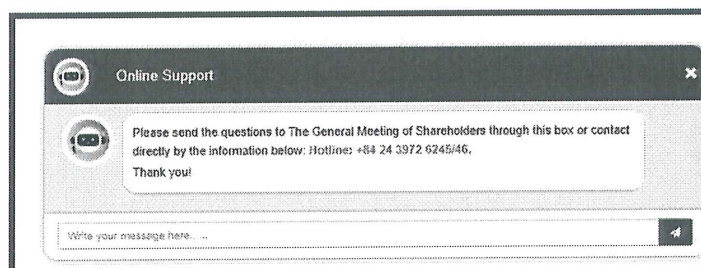 Online Support
Please send the questions to The General Meeting of Shareholders through this box or contact
directly by the information below: Hotline: +84 24 3972 6245/46.
Thank you!
Write your message here.. ...